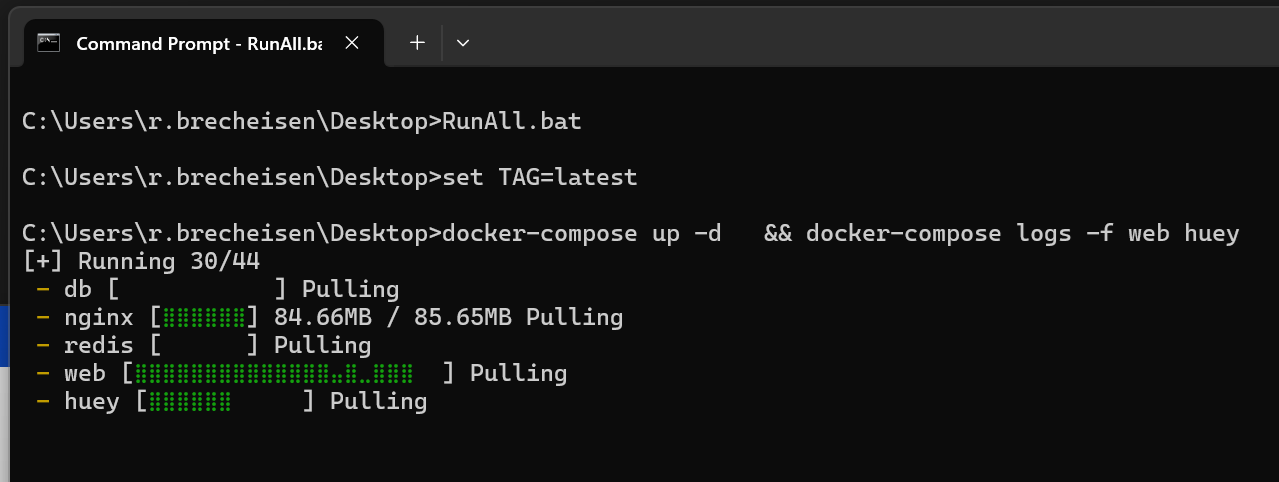 Command Prompt - RunAll.ba
C:\Users\r.brecheisen\Desktop>RunAll.bat
C:\Users\r.brecheisen\Desktop>set TAG=latest
C:\Users\r.brecheisen\Desktop>docker-compose up -d   && docker-compose logs -f web huey
[+] Running 30/44
- db [           ] Pulling
- nginx [⣿⣿⣿⣿⣿⣿] 84.66MB / 85.65MB Pulling
- redis [      ] Pulling
- web [⣿⣿⣿⣿⣿⣿⣿⣿⣿⣿⣿⣿⣿⣿⣤⣿⣀⣿⣿⣿  ] Pulling
- huey [⣿⣿⣿⣿⣿⣿     ] Pulling